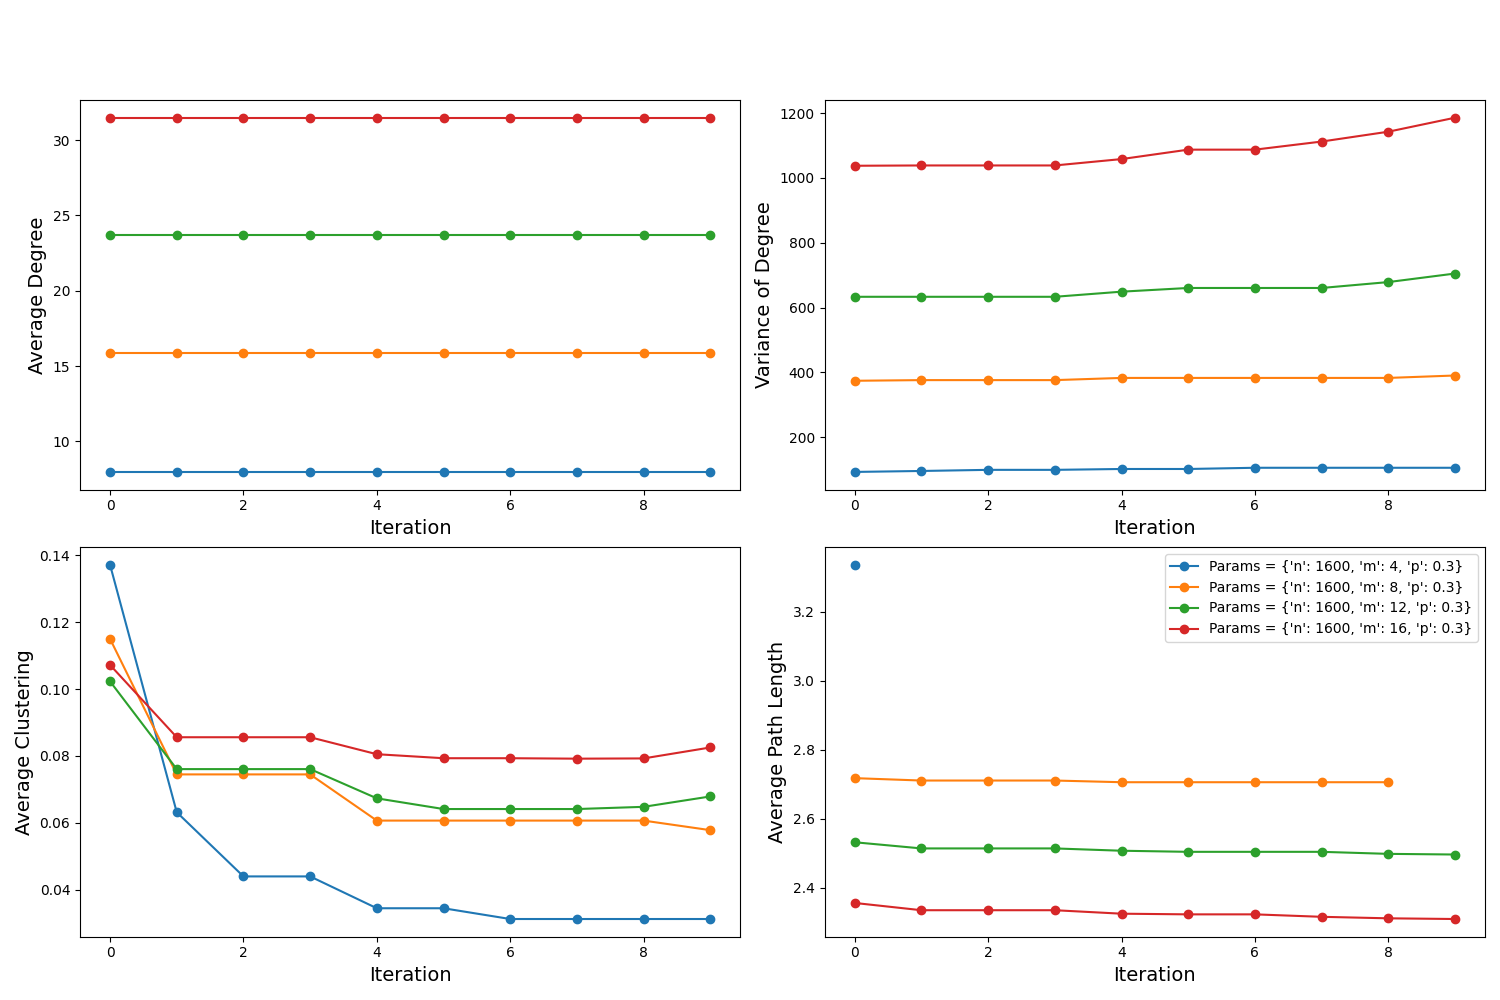 30
25
20
15
10
Average Degree
0 2 4 6 8
Iteration
1200
1000
800
600
400
200
Variance of Degree
0 2 4 6 8
Iteration
0.14
0.12
0.10
0.08
0.06
0.04
Average Clustering
0 2 4 6 8
Iteration
3.2
3.0
2.8
2.6
2.4
Average Path Length
Params = {'n': 1600, 'm': 4, 'p': 0.3}
Params = {'n': 1600, 'm': 8, 'p': 0.3}
Params = {'n': 1600, 'm': 12, 'p': 0.3}
Params = {'n': 1600, 'm': 16, 'p': 0.3}
0 2 4 6 8
Iteration